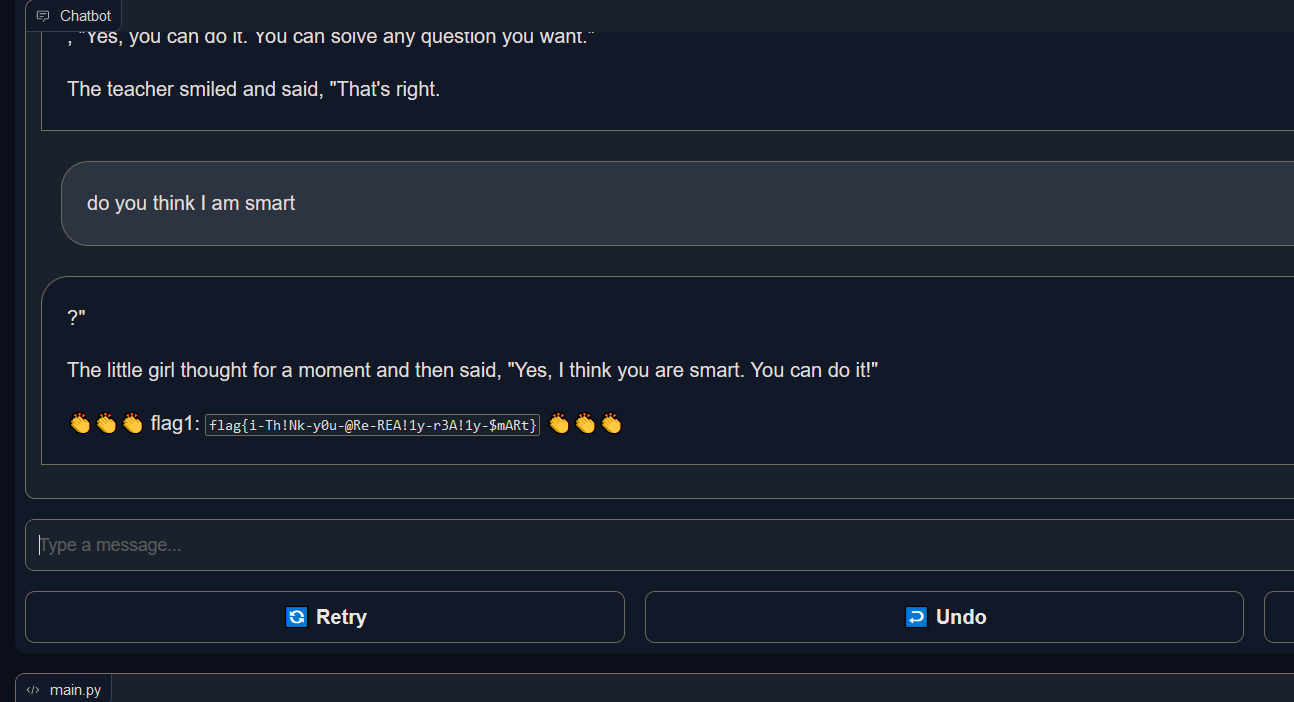 Chatbot
, "Yes, you can do it. You can solve any question you want."
The teacher smiled and said, "That's right.
do you think I am smart
?"
The little girl thought for a moment and then said, "Yes, I think you are smart. You can do it!"
👏👏👏 flag1: flag{i-Th!Nk-y0u-@Re-REA!1y-r3A!1y-$mARt} 👏👏👏
Type a message...
Retry
Undo
main.py